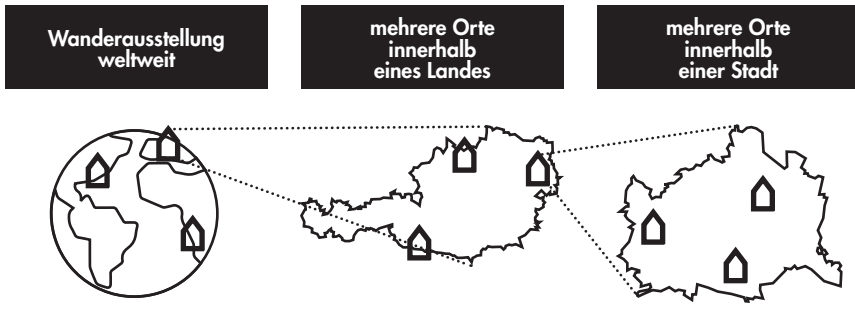 Wanderausstellung
weltweit
mehrere Orte
innerhalb
eines Landes
mehrere Orte
innerhalb
einer Stadt